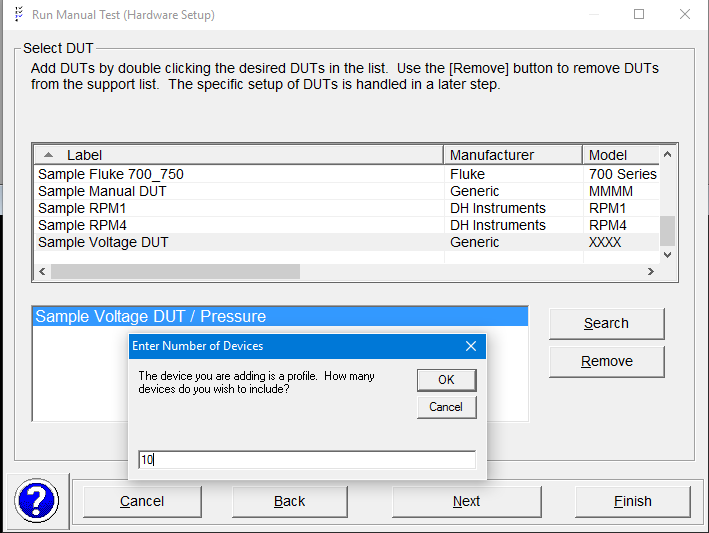 Run Manual Test (Hardware Setup)
Select DUT
Add DUTs by double clicking the desired DUTs in the list.  Use the [Remove] button to remove DUTs
from the support list.  The specific setup of DUTs is handled in a later step.
Label Manufacturer Model
Sample Fluke 700_750 Fluke 700 Series
Sample Manual DUT Generic MMMM
Sample RPM1 DH Instruments RPM1
Sample RPM4 DH Instruments RPM4
Sample Voltage DUT Generic XXXX
Sample Voltage DUT / Pressure
Search
Remove
Enter Number of Devices
The device you are adding is a profile.  How many
devices do you wish to include?
OK
Cancel
10
?
Cancel Back Next Finish